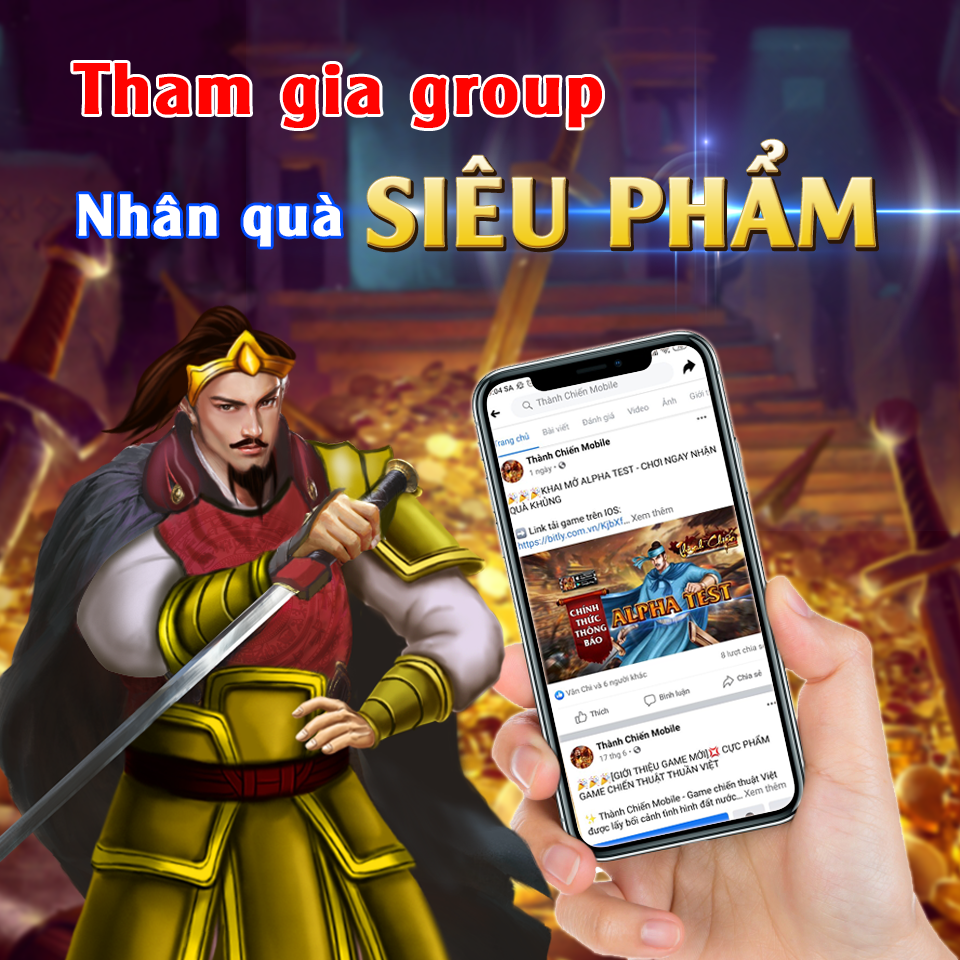 Tham gia group
Nhân quà SIÊU PHẨM
:04 SA
Thành Chiến Mobile
Trang chủ Bài viết Đánh giá Video Ảnh Giới
Thành Chiến Mobile
1 ngày
KHAI MỞ ALPHA TEST - CHƠI NGAY NHẬN
QUÀ KHỦNG
Link tải game trên IOS:
https://bitly.com.vn/KjbXf... Xem thêm
Thành Chiến
CHÍNH
THỨC
THÔNG
BÁO
ALPHA TEST
Văn Chi và 6 người khác
8 lượt chia sẻ
Thích Bình luận Chia sẻ
Thành Chiến Mobile
17 thg 6
[GIỚI THIỆU GAME MỚI] CỰC PHẨM
GAME CHIẾN THUẬT THUẦN VIỆT
Thành Chiến Mobile - Game chiến thuật Việt
được lấy bối cảnh tình hình đất nước... Xem thêm